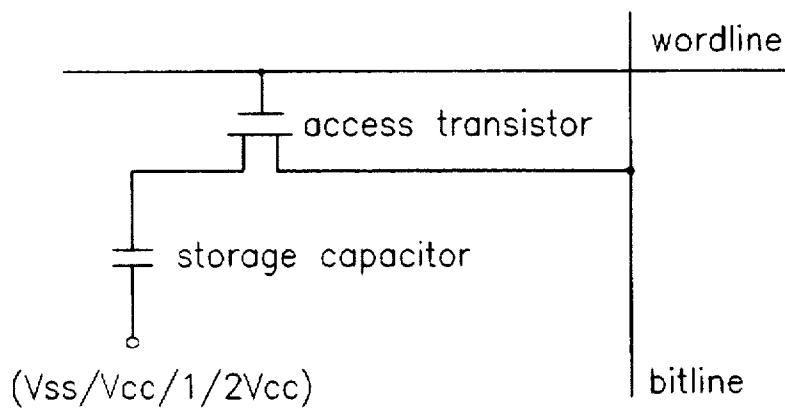 wordline
access transistor
storage capacitor
(Vss/Vcc/1/2Vcc)
bitline